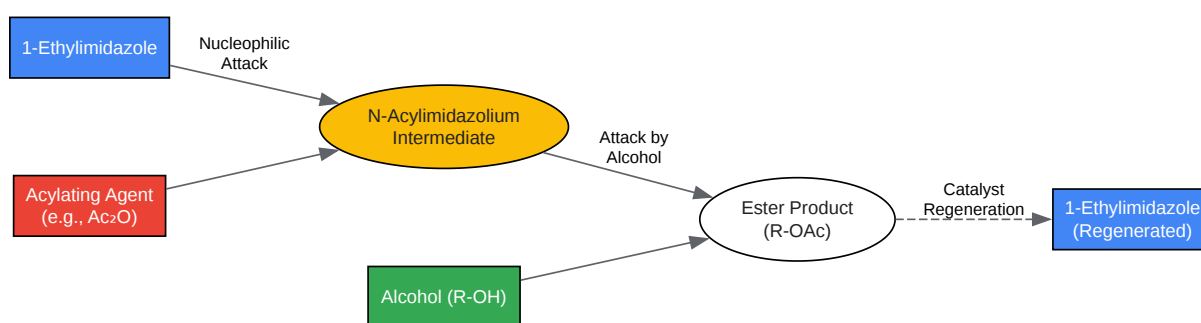 1-Ethylimidazole
Nucleophilic
Attack
N-Acylimidazolium
Intermediate
Acylating Agent
(e.g., Ac₂O)
Attack by
Alcohol
Alcohol (R-OH)
Ester Product
(R-OAc)
Catalyst
Regeneration
1-Ethylimidazole
(Regenerated)